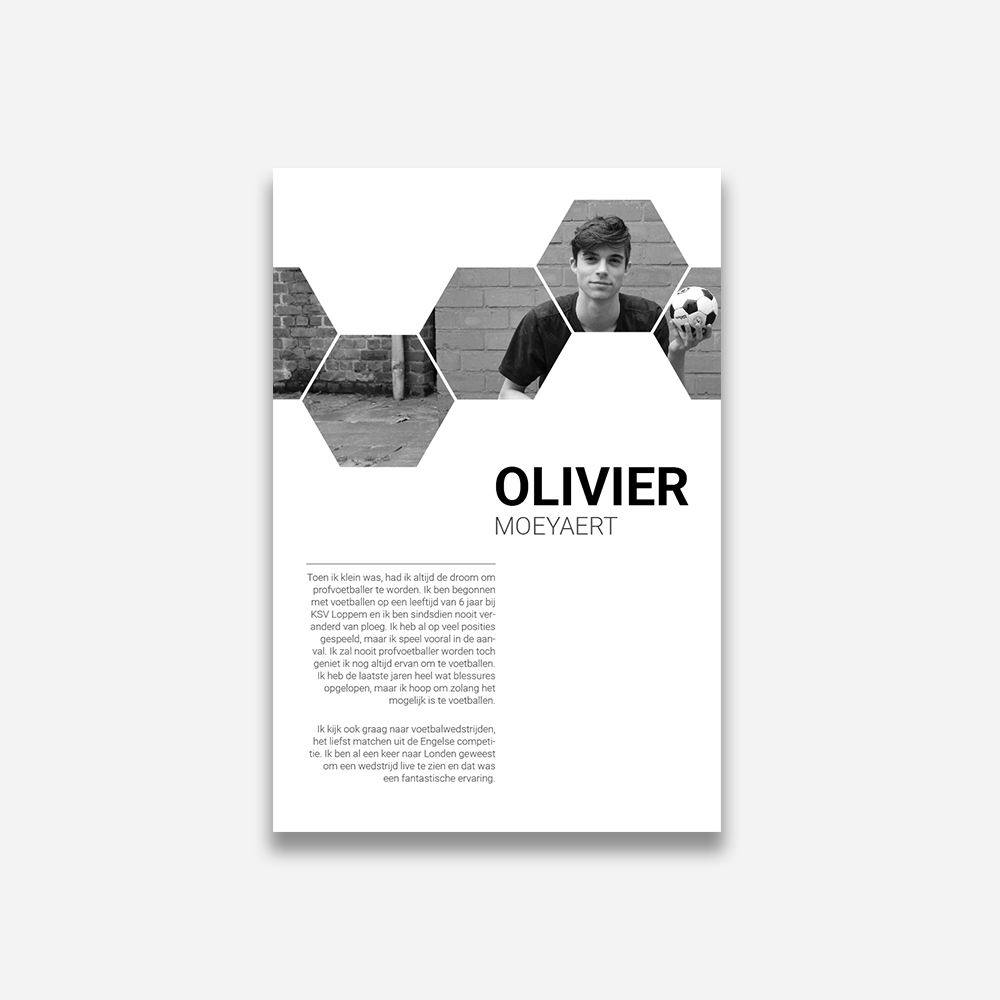 OLIVIER
MOEYAERT
Toen ik klein was, had ik altijd de droom om
profvoetballer te worden. Ik ben begonnen
met voetballen op een leeftijd van 6 jaar bij
KSV Loppem en ik ben sindsdien nooit ver-
anderd van ploeg. Ik heb al op veel posities
gespeeld, maar ik speel vooral in de aan-
val. Ik zal nooit profvoetballer worden toch
geniet ik nog altijd ervan om te voetballen.
Ik heb de laatste jaren heel wat blessures
opgelopen, maar ik hoop om zolang het
mogelijk is te voetballen.
Ik kijk ook graag naar voetbalwedstrijden,
het liefst matchen uit de Engelse competi-
tie. Ik ben al een keer naar Londen geweest
om een wedstrijd live te zien en dat was
een fantastische ervaring.